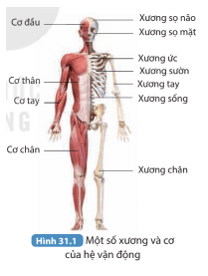 Cơ đầu
Xương sọ não
Xương sọ mặt
Xương ức
Xương sườn
Cơ thân
Xương tay
Cơ tay
Xương sống
Cơ chân
Xương chân
Hình 31.1 Một số xương và cơ
của hệ vận động